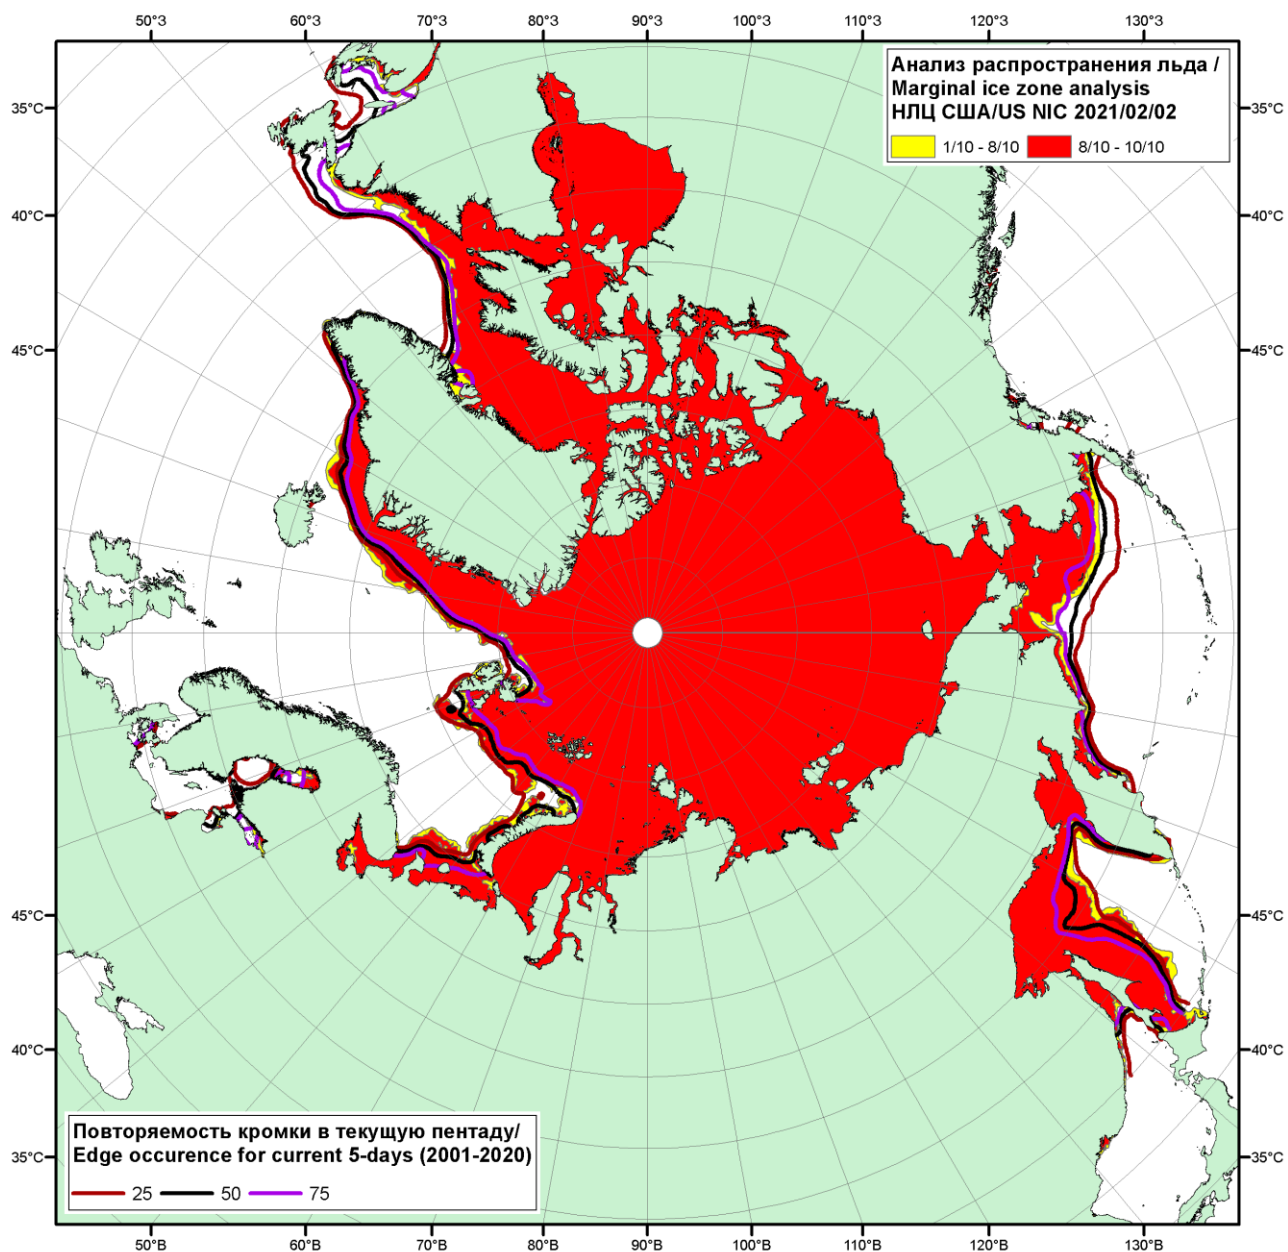 50°З 60°З 70°З 80°З 90°З 100°З 110°З 120°З 130°З
Анализ распространения льда /
Marginal ice zone analysis
НЛЦ США/US NIC 2021/02/02
1/10 - 8/10 8/10 - 10/10
35°С 35°С
40°С 40°С
45°С 45°С
45°С 45°С
40°С 40°С
35°С 35°С
Повторяемость кромки в текущую пентаду/
Edge occurence for current 5-days (2001-2020)
25 50 75
50°В 60°В 70°В 80°В 90°В 100°В 110°В 120°В 130°В